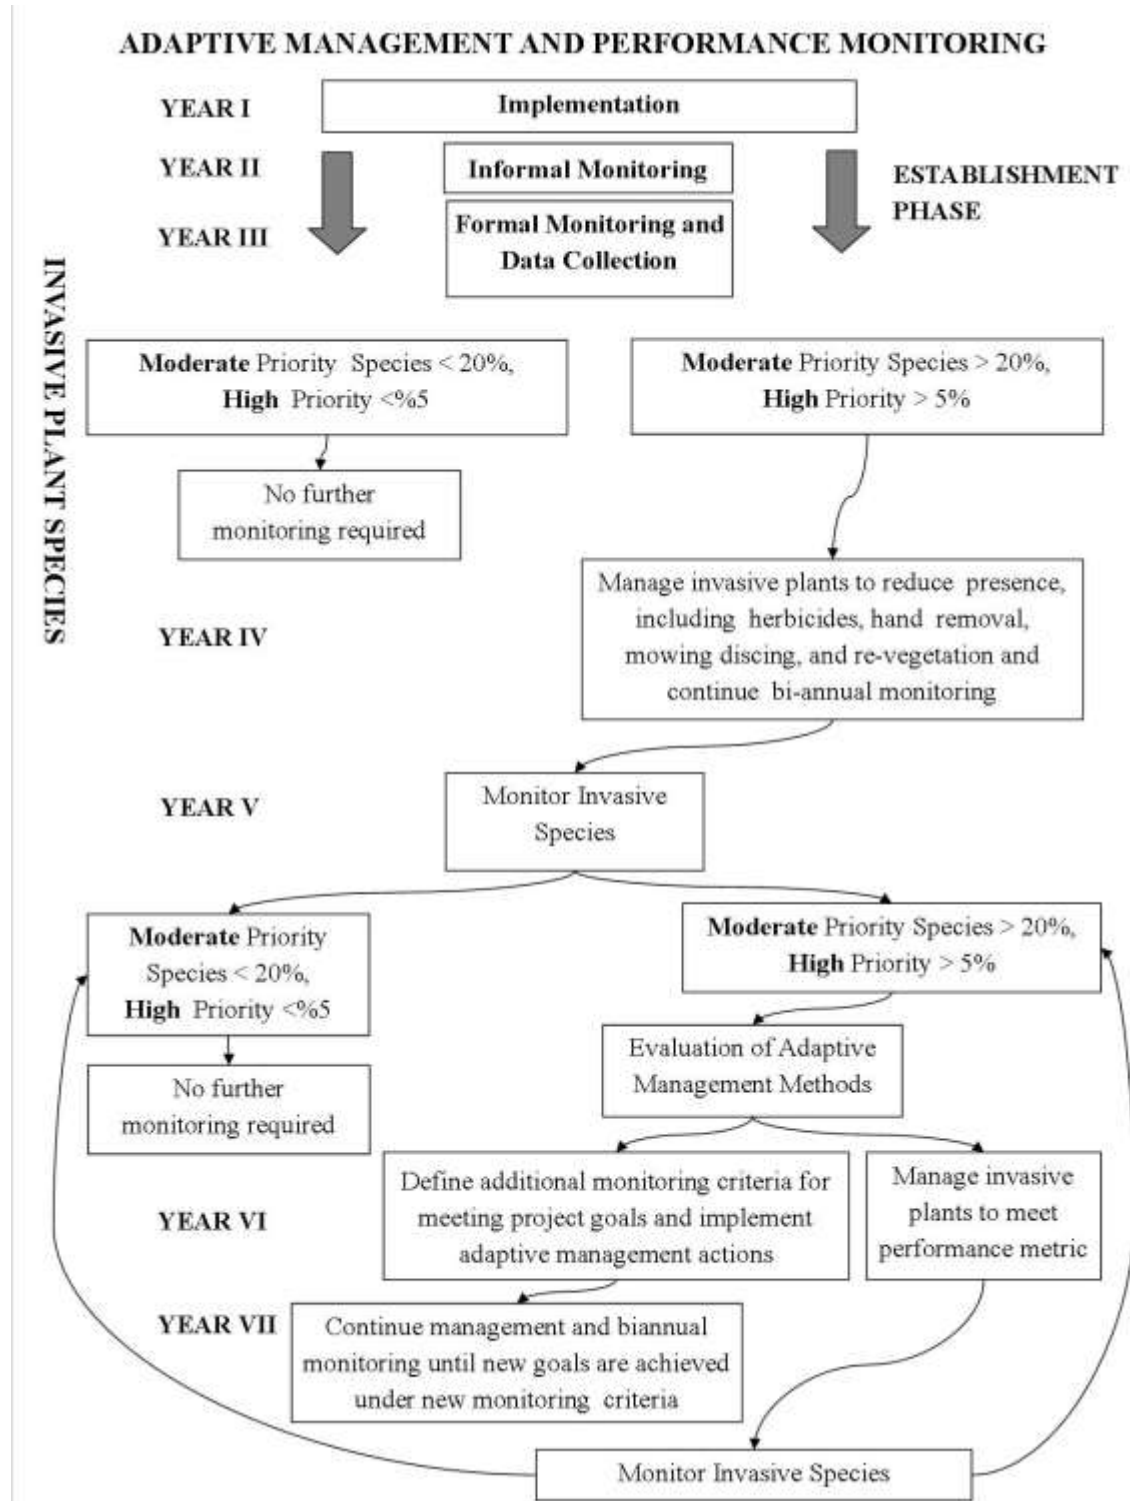 ADAPTIVE MANAGEMENT AND PERFORMANCE MONITORING
YEAR I
Implementation
YEAR II
Informal Monitoring
ESTABLISHMENT
PHASE
YEAR III
Formal Monitoring and
Data Collection
INVASIVE PLANT SPECIES
Moderate Priority Species < 20%,
High Priority <%5
Moderate Priority Species > 20%,
High Priority > 5%
No further
monitoring required
YEAR IV
Manage invasive plants to reduce presence,
including herbicides, hand removal,
mowing discing, and re-vegetation and
continue bi-annual monitoring
YEAR V
Monitor Invasive
Species
Moderate Priority
Species < 20%,
High Priority <%5
Moderate Priority Species > 20%,
High Priority > 5%
No further
monitoring required
Evaluation of Adaptive
Management Methods
YEAR VI
Define additional monitoring criteria for
meeting project goals and implement
adaptive management actions
Manage invasive
plants to meet
performance metric
YEAR VII
Continue management and biannual
monitoring until new goals are achieved
under new monitoring criteria
Monitor Invasive Species